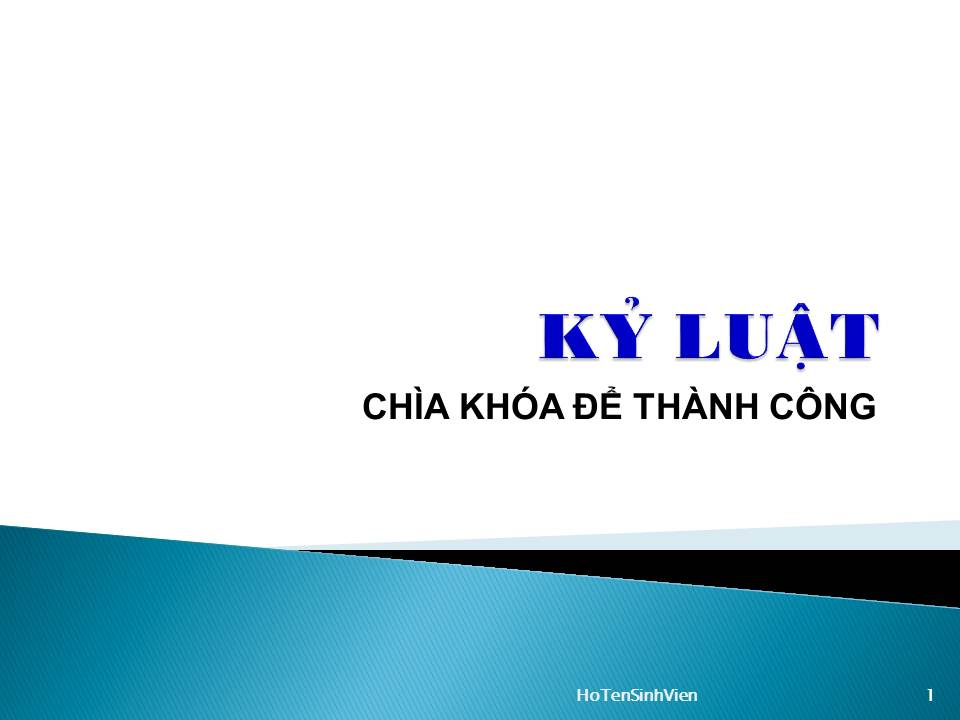 KỶ LUẬT
CHÌA KHÓA ĐỂ THÀNH CÔNG
HoTenSinhVien
1